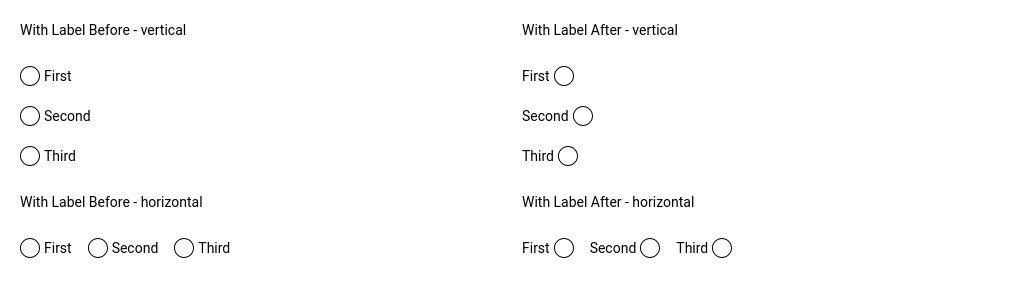 With Label Before - vertical
First
Second
Third
With Label Before - horizontal
First Second Third
With Label After - vertical
First
Second
Third
With Label After - horizontal
First Second Third